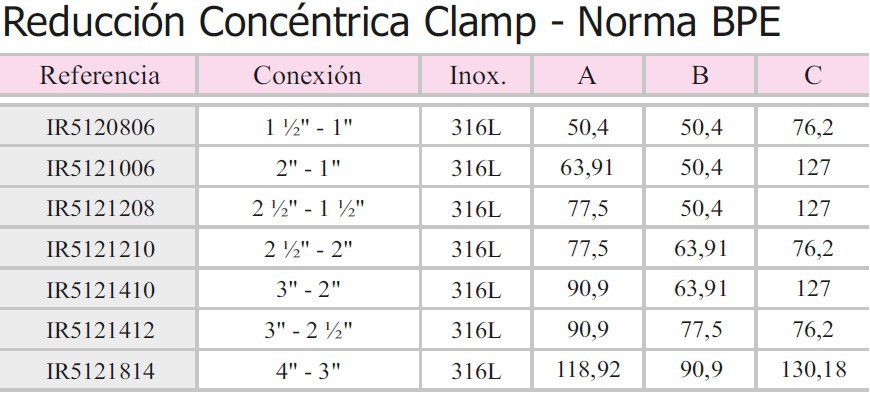 Reducción Concéntrica Clamp - Norma BPE
Referencia Conexión Inox. A B C
IR5120806 1 ½" - 1" 316L 50,4 50,4 76,2
IR5121006 2" - 1" 316L 63,91 50,4 127
IR5121208 2 ½" - 1 ½" 316L 77,5 50,4 127
IR5121210 2 ½" - 2" 316L 77,5 63,91 76,2
IR5121410 3" - 2" 316L 90,9 63,91 127
IR5121412 3" - 2 ½" 316L 90,9 77,5 76,2
IR5121814 4" - 3" 316L 118,92 90,9 130,18